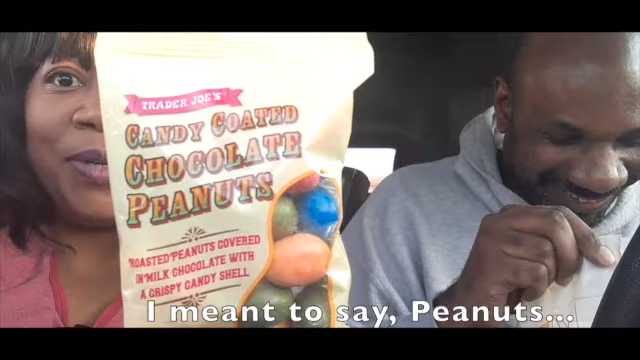 TRADER JOE'S
CANDY COATED
CHOCOLATE
PEANUTS
ROASTED PEANUTS COVERED
IN MILK CHOCOLATE WITH
A CRISPY CANDY SHELL
I meant to say, Peanuts...